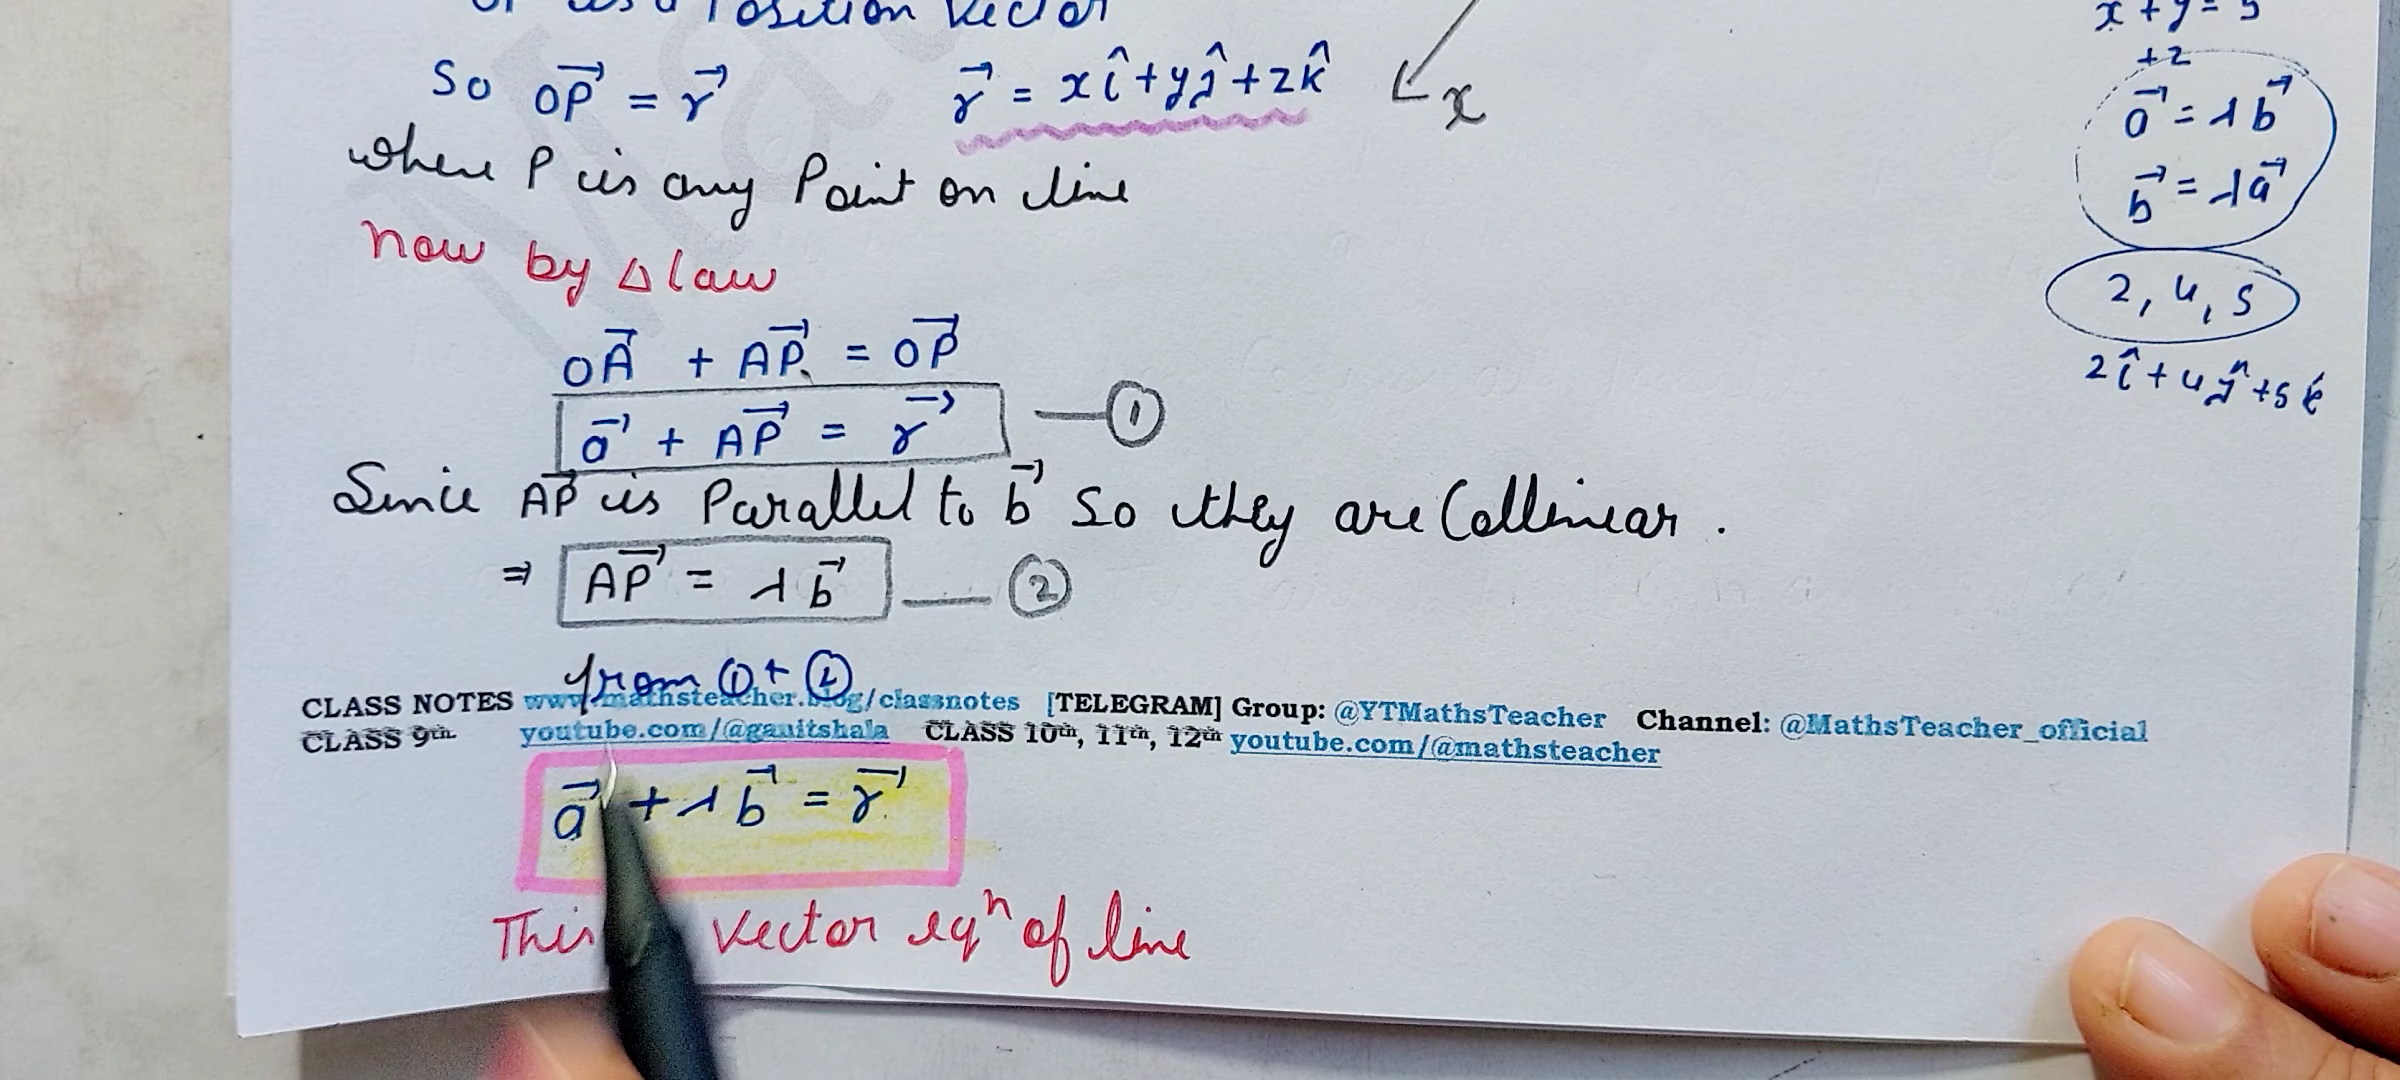 Position Vector
So OP⃗ = r⃗ r⃗ = xî + yĵ + zk̂
x
where P is any Point on line
Now by Δ law
OA⃗ + AP⃗ = OP⃗
a⃗ + AP⃗ = r⃗ — ①
Since AP⃗ is Parallel to b⃗ so they are Collinear.
⇒ AP⃗ = λb⃗ — ②
from ① + ②
CLASS NOTES www.mathsteacher.blog/classnotes [TELEGRAM] Group: @YTMathsTeacher Channel: @MathsTeacher_official
CLASS 9th youtube.com/@ganitshala CLASS 10th, 11th, 12th youtube.com/@mathsteacher
a⃗ + λb⃗ = r⃗
This vector eqⁿ of line
x + y = 5
+2
a⃗ = λb⃗
b⃗ = λa⃗
2, 4, 5
2î + 4ĵ + 5k̂